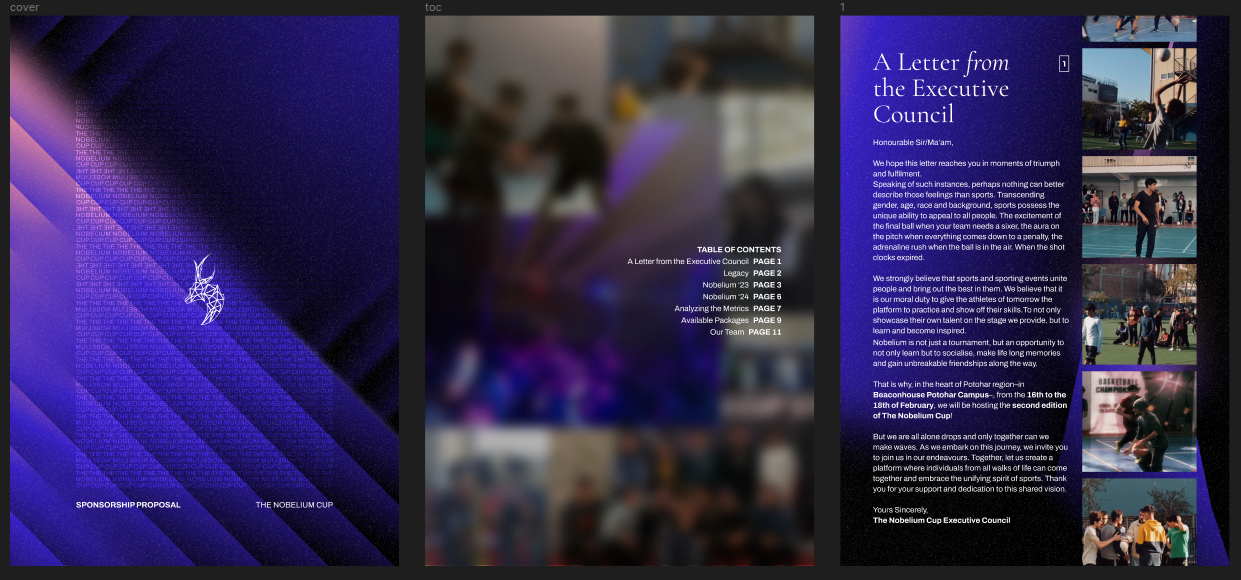 cover
toc
1
SPONSORSHIP PROPOSAL
THE NOBELIUM CUP
TABLE OF CONTENTS
A Letter from the Executive Council PAGE 1
Legacy PAGE 2
Nobelium '23 PAGE 3
Nobelium '24 PAGE 6
Analyzing the Metrics PAGE 7
Available Packages PAGE 9
Our Team PAGE 11
A Letter from
the Executive
Council
1
Honourable Sir/Ma'am,
We hope this letter reaches you in moments of triumph
and fulfilment.
Speaking of such instances, perhaps nothing can better
describe those feelings than sports. Transcending
gender, age, race and background, sports possess the
unique ability to appeal to all people. The excitement of
the final ball when your team needs a sixer, the aura on
the pitch when everything comes down to a penalty, the
adrenaline rush when the ball is in the air. When the shot
clocks expired.
We strongly believe that sports and sporting events unite
people and bring out the best in them. We believe that it
is our moral duty to give the athletes of tomorrow the
platform to practice and show off their skills.To not only
showcase their own talent on the stage we provide, but to
learn and become inspired.
Nobelium is not just a tournament, but an opportunity to
not only learn but to socialise, make life long memories
and gain unbreakable friendships along the way.
That is why, in the heart of Potohar region–in
Beaconhouse Potohar Campus–, from the 16th to the
18th of February, we will be hosting the second edition
of The Nobelium Cup!
But we are all alone drops and only together can we
make waves. As we embark on this journey, we invite you
to join us in our endeavours. Together, let us create a
platform where individuals from all walks of life can come
together and embrace the unifying spirit of sports. Thank
you for your support and dedication to this shared vision.
Yours Sincerely,
The Nobelium Cup Executive Council
BASKETBALL